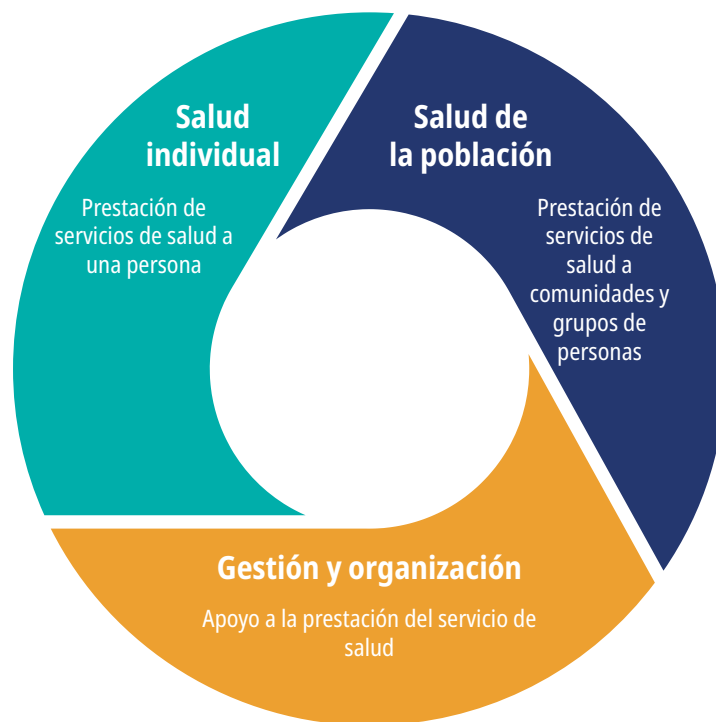 Salud
individual
Prestación de
servicios de salud a
una persona
Salud de
la población
Prestación de
servicios de
salud a
comunidades y
grupos de
personas
Gestión y organización
Apoyo a la prestación del servicio de
salud